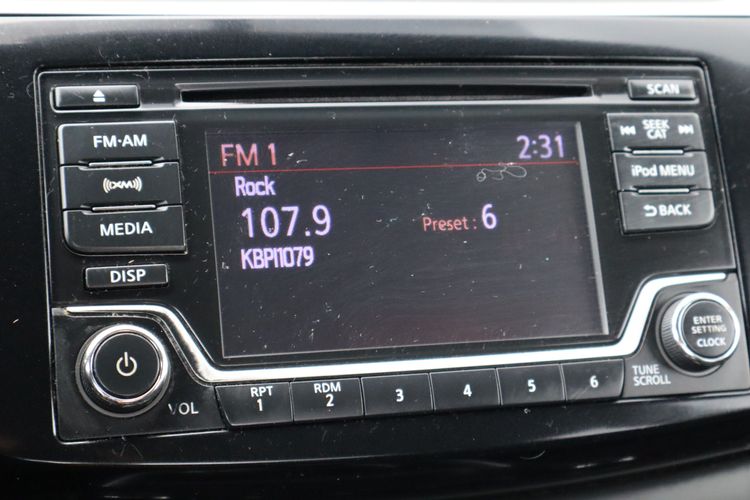 SCAN
FM·AM
SEEK
CAT
FM 1
2:31
Rock
iPod MENU
((XM))
107.9
Preset : 6
BACK
MEDIA
KBPI1079
DISP
ENTER
SETTING
CLOCK
TUNE
SCROLL
VOL
RPT
1
RDM
2
3
4
5
6